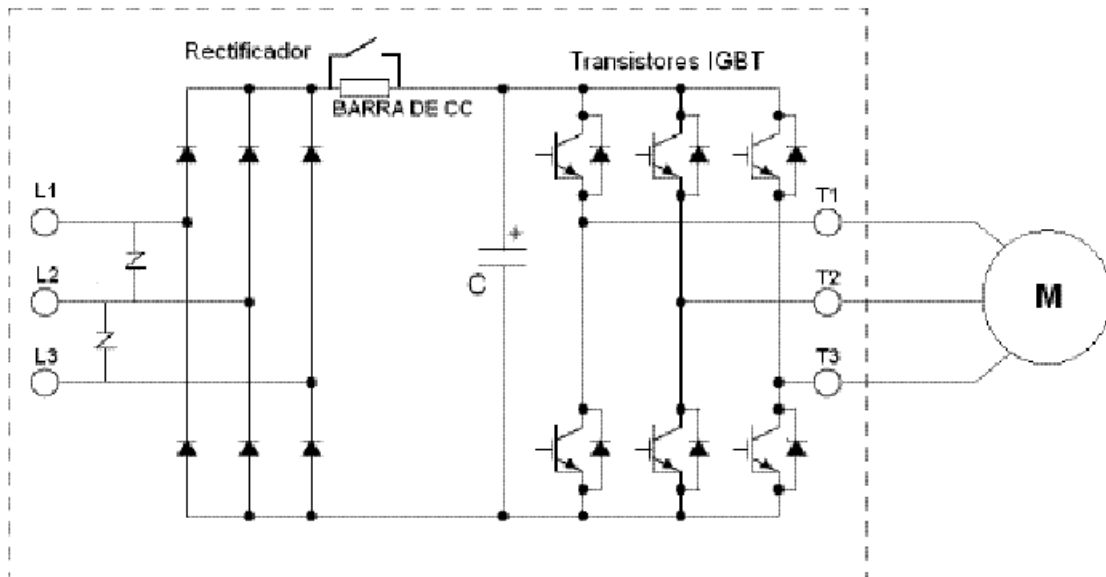 Rectificador
Transistores IGBT
BARRA DE CC
L1
T1
L2
C
+
T2
M
L3
T3